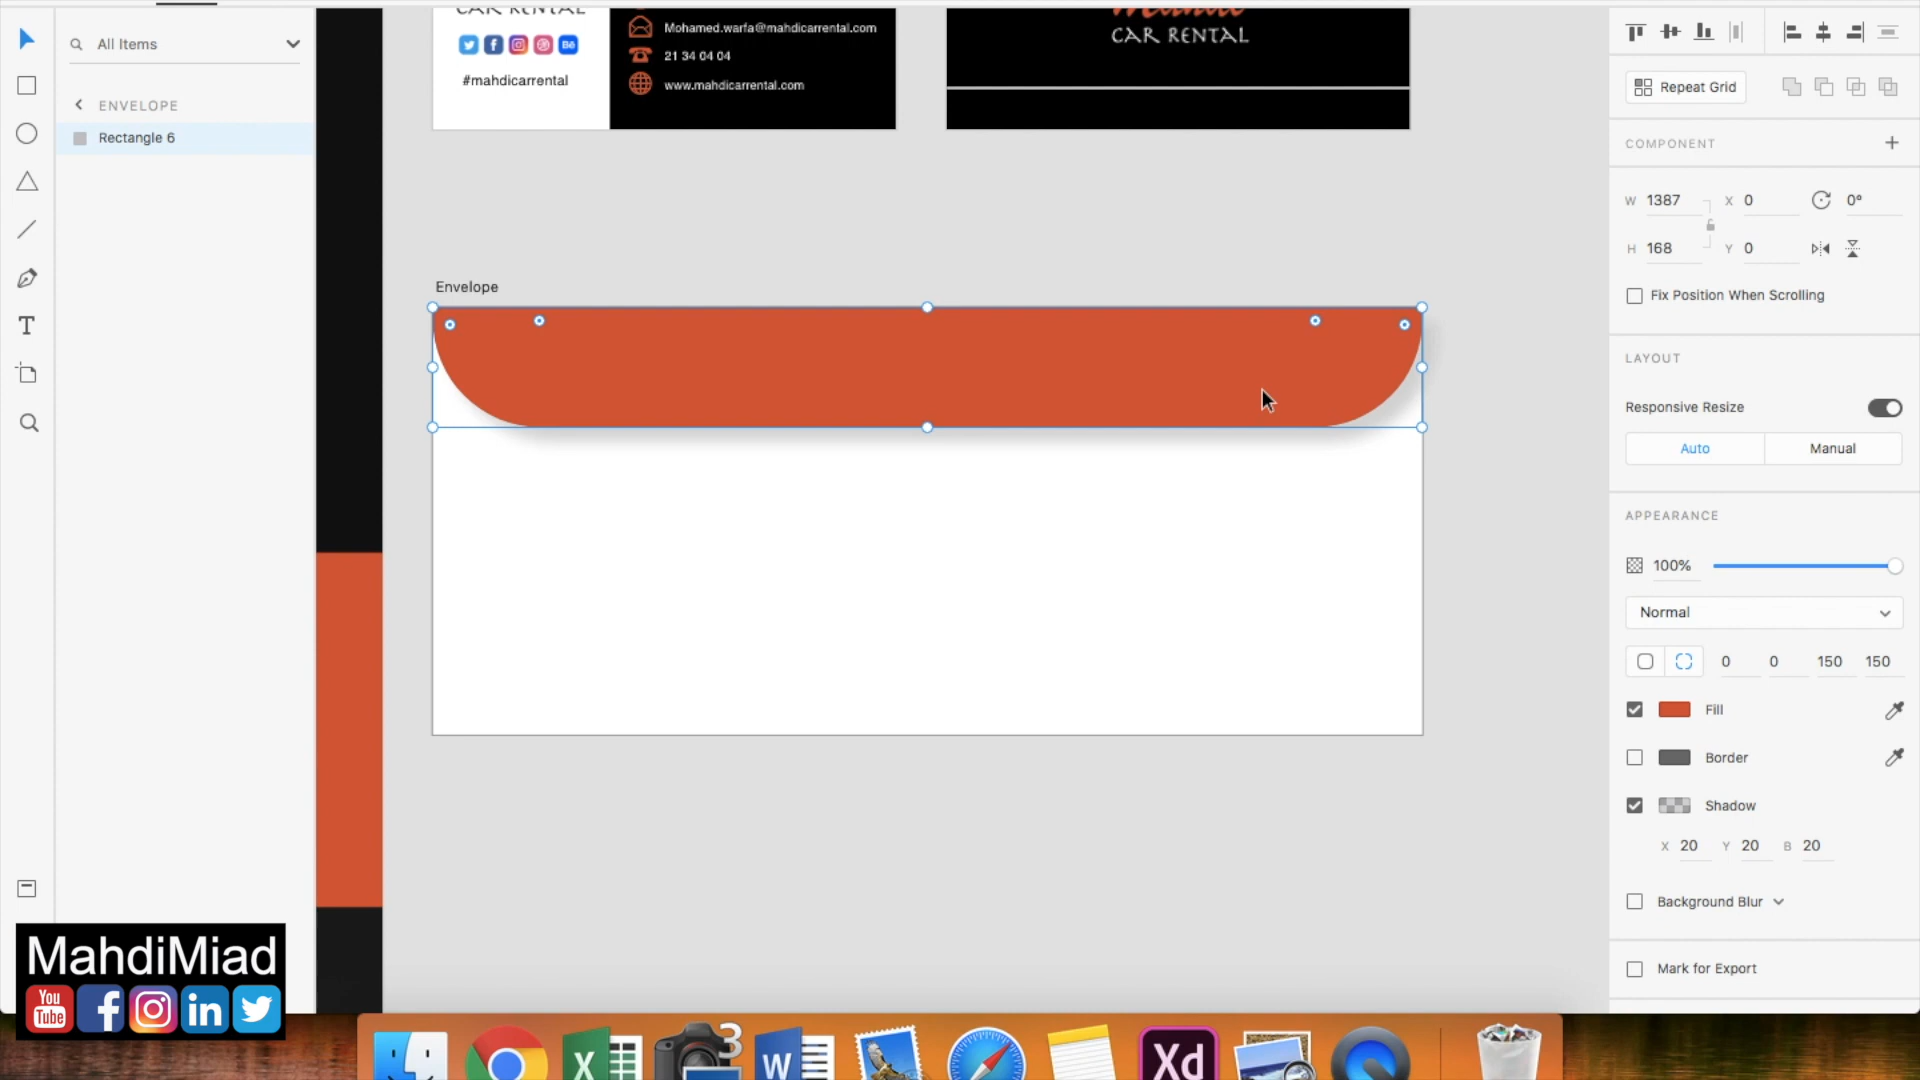 All Items
ENVELOPE
Rectangle 6
CAR RENTAL
#mahdicarrental
Mohamed.warfa@mahdicarrental.com
21 34 04 04
www.mahdicarrental.com
CAR RENTAL
Envelope
Repeat Grid
COMPONENT
W 1387 X 0 0°
H 168 Y 0
Fix Position When Scrolling
LAYOUT
Responsive Resize
Auto Manual
APPEARANCE
100%
Normal
0 0 150 150
Fill
Border
Shadow
X 20 Y 20 B 20
Background Blur
Mark for Export
MahdiMiad
You
Tube
in
3
W
Xd